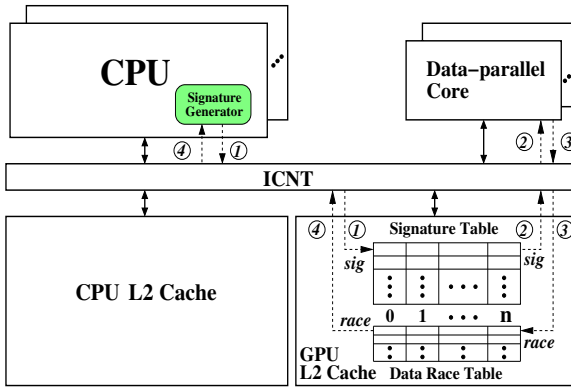 CPU
Signature
Generator
Data-parallel
Core
④ ① ② ③
ICNT
④ ① ② ③
CPU L2 Cache
Signature Table
sig sig
race 0 1 ... n
race
GPU
L2 Cache Data Race Table